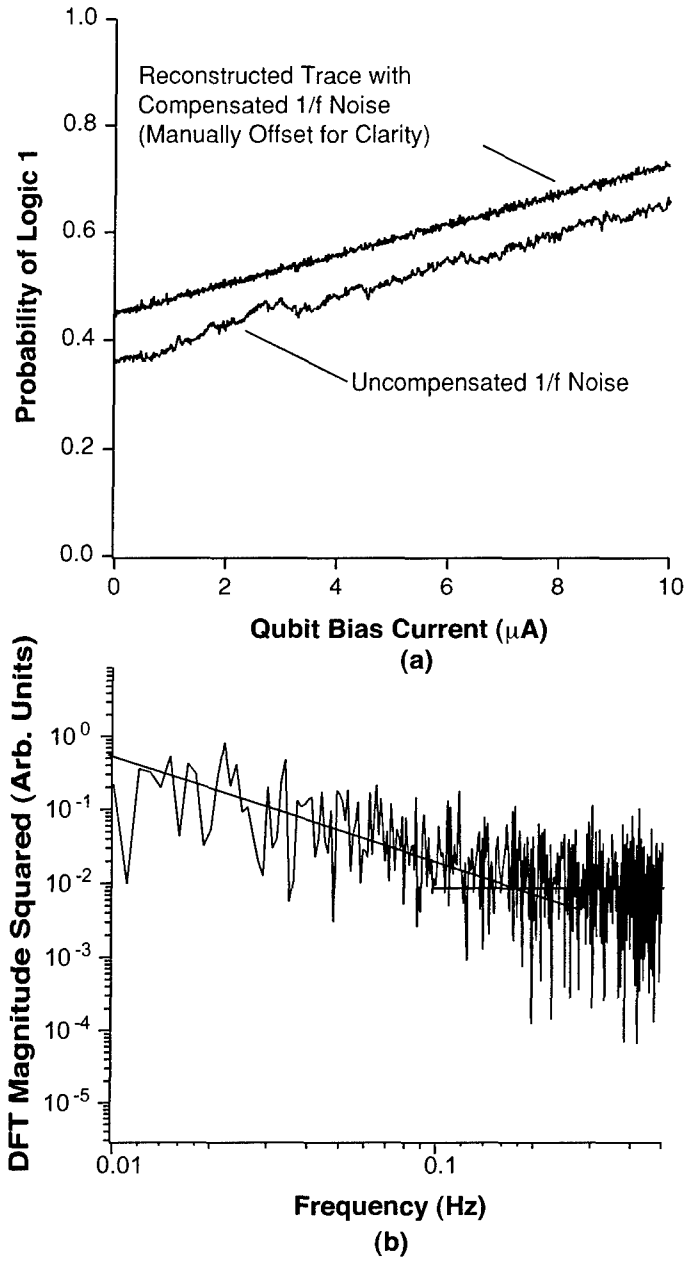 1.0
Reconstructed Trace with
Compensated 1/f Noise
(Manually Offset for Clarity)
0.8
0.6
0.4
0.2
0.0
Probability of Logic 1
Uncompensated 1/f Noise
0 2 4 6 8 10
Qubit Bias Current (μA)
(a)
DFT Magnitude Squared (Arb. Units)
10^0
10^-1
10^-2
10^-3
10^-4
10^-5
0.01 0.1
Frequency (Hz)
(b)